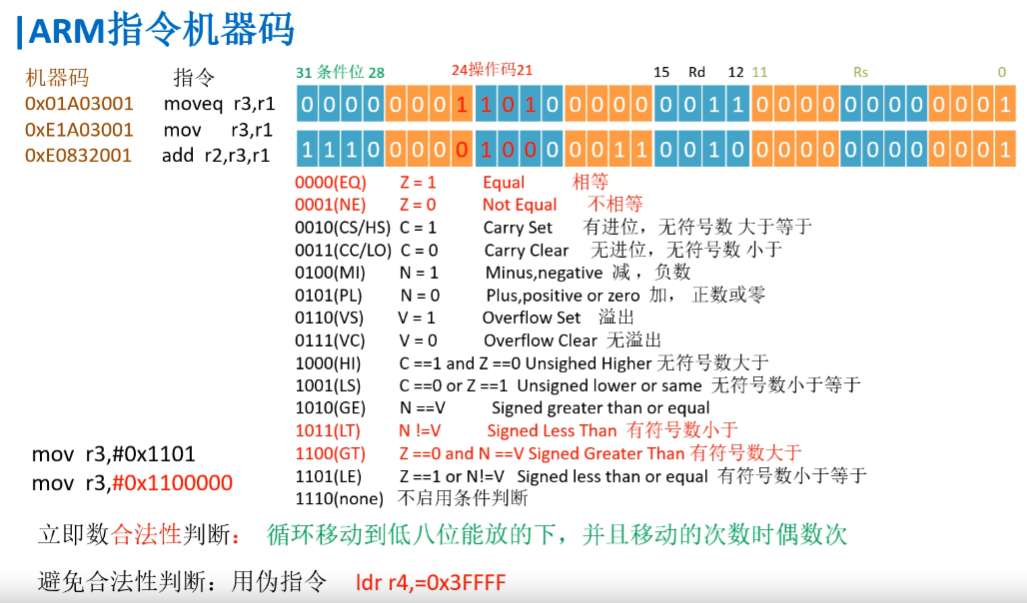 ARM指令机器码
机器码 指令 31 条件位 28 24操作码21 15 Rd 12 11 Rs 0
0x01A03001 moveq r3,r1 0 0 0 0 0 0 0 1 1 0 1 0 0 0 0 0 0 0 1 1 0 0 0 0 0 0 0 0 0 0 0 1
0xE1A03001 mov r3,r1
0xE0832001 add r2,r3,r1 1 1 1 0 0 0 0 0 1 0 0 0 0 0 1 1 0 0 1 0 0 0 0 0 0 0 0 0 0 0 0 1
0000(EQ) Z = 1 Equal 相等
0001(NE) Z = 0 Not Equal 不相等
0010(CS/HS) C = 1 Carry Set 有进位，无符号数 大于等于
0011(CC/LO) C = 0 Carry Clear 无进位，无符号数 小于
0100(MI) N = 1 Minus,negative 减 ，负数
0101(PL) N = 0 Plus,positive or zero 加， 正数或零
0110(VS) V = 1 Overflow Set 溢出
0111(VC) V = 0 Overflow Clear 无溢出
1000(HI) C ==1 and Z ==0 Unsighed Higher 无符号数大于
1001(LS) C ==0 or Z ==1 Unsigned lower or same 无符号数小于等于
1010(GE) N ==V Signed greater than or equal
1011(LT) N !=V Signed Less Than 有符号数小于
1100(GT) Z ==0 and N ==V Signed Greater Than 有符号数大于
1101(LE) Z ==1 or N!=V Signed less than or equal 有符号数小于等于
1110(none) 不启用条件判断
mov r3,#0x1101
mov r3,#0x1100000
立即数合法性判断： 循环移动到低八位能放的下，并且移动的次数时偶数次
避免合法性判断：用伪指令 ldr r4,=0x3FFFF